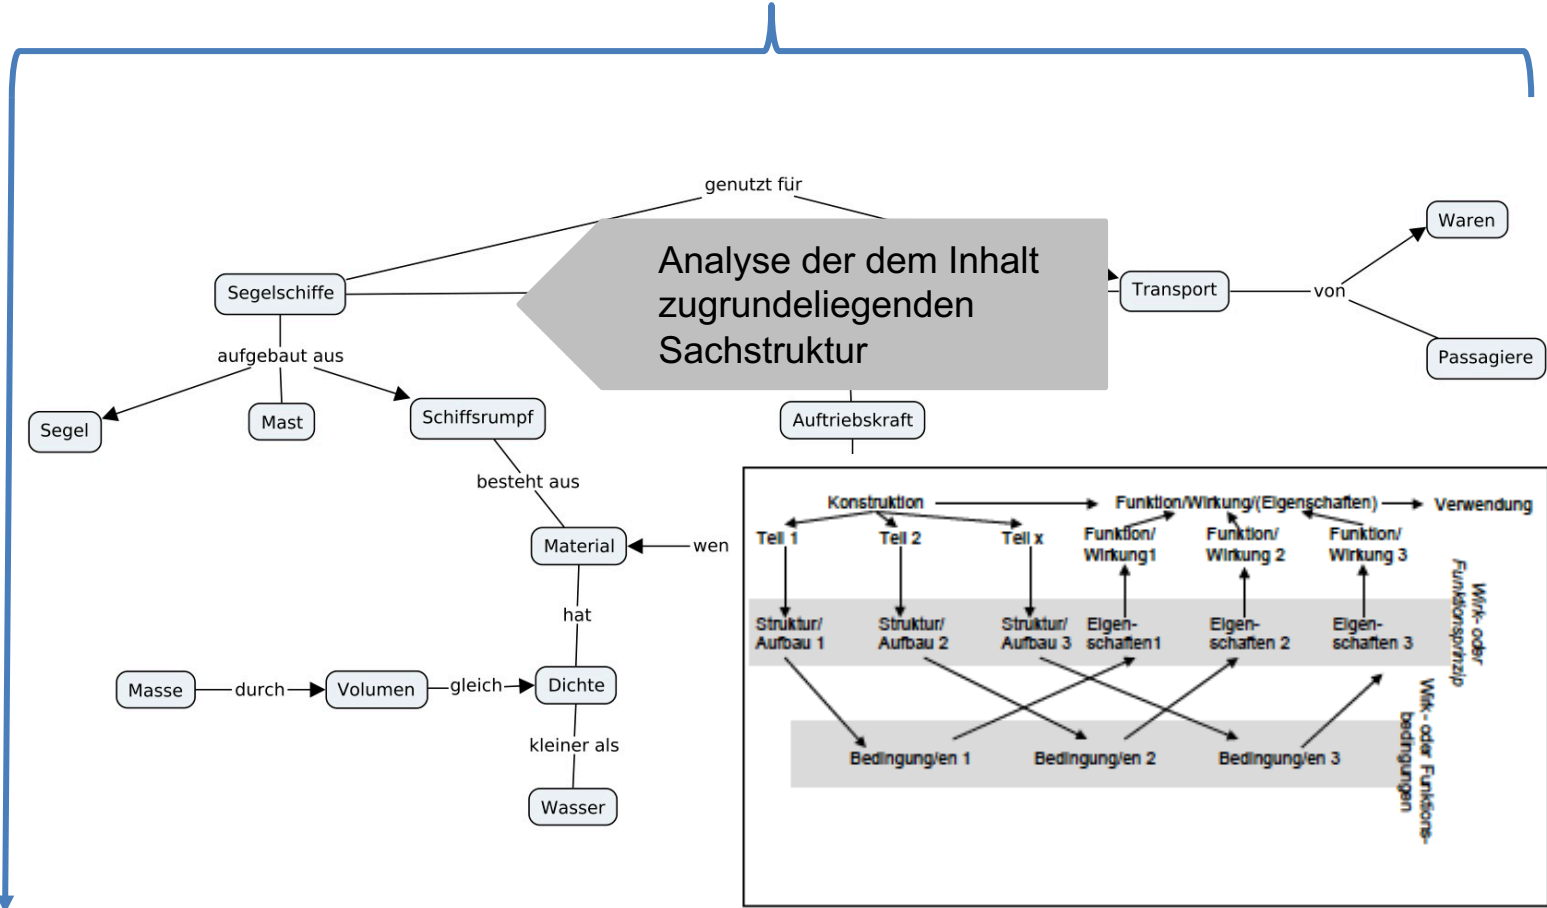 genutzt für
Waren
Analyse der dem Inhalt
zugrundeliegenden
Sachstruktur
Segelschiffe
Transport
von
aufgebaut aus
Passagiere
Segel
Mast
Schiffsrumpf
Auftriebskraft
besteht aus
Material
wen
hat
Masse
durch
Volumen
gleich
Dichte
kleiner als
Wasser
Konstruktion
Funktion/Wirkung/(Eigenschaften)
Verwendung
Teil 1
Teil 2
Teil x
Funktion/
Wirkung1
Funktion/
Wirkung 2
Funktion/
Wirkung 3
Struktur/
Aufbau 1
Struktur/
Aufbau 2
Struktur/
Aufbau 3
Eigen-
schaften1
Eigen-
schaften 2
Eigen-
schaften 3
Wirk- oder
Funktionsprinzip
Bedingung/en 1
Bedingung/en 2
Bedingung/en 3
Wirk- oder Funktions-
bedingungen